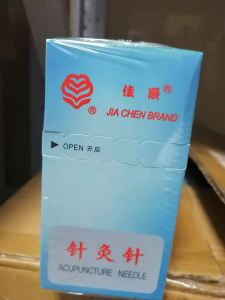 佳辰®
®
JIA CHEN BRAND
OPEN 开启
针灸针
ACUPUNCTURE NEEDLE